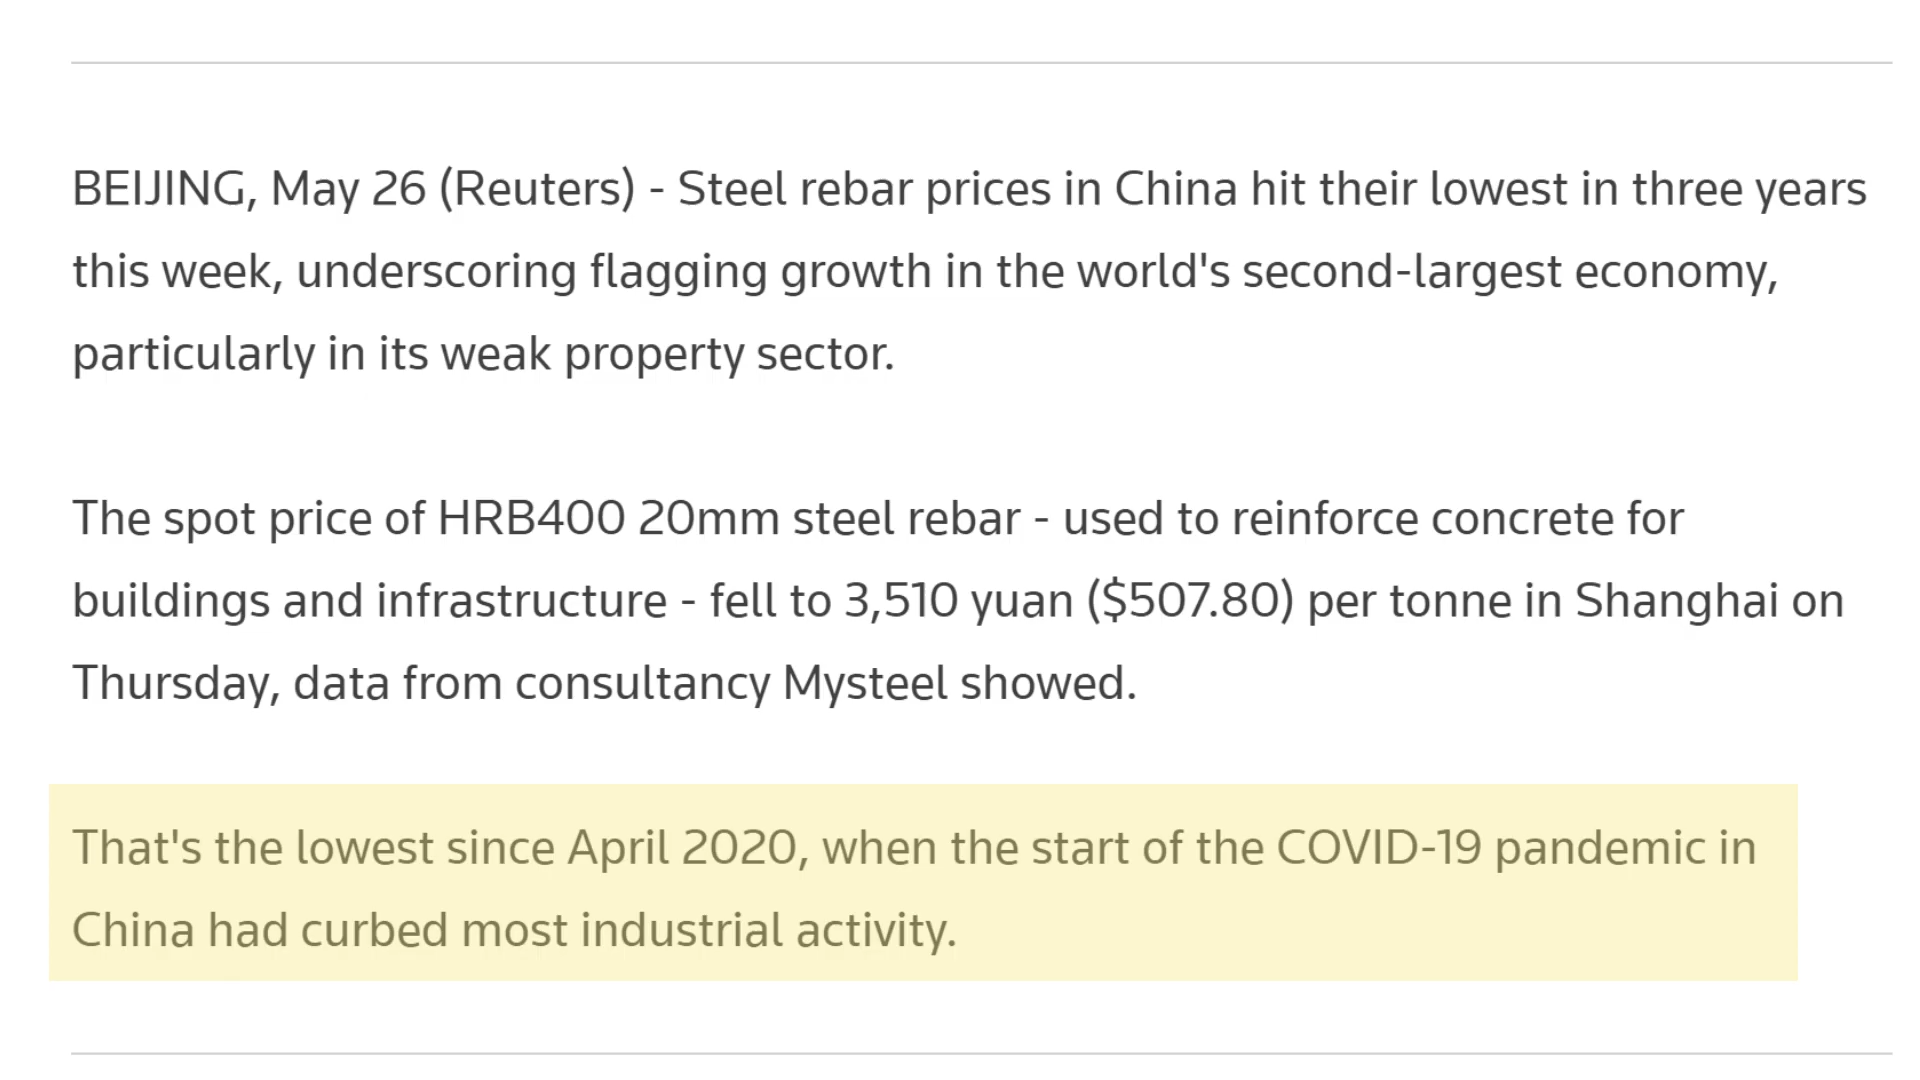 BEIJING, May 26 (Reuters) - Steel rebar prices in China hit their lowest in three years
this week, underscoring flagging growth in the world's second-largest economy,
particularly in its weak property sector.
The spot price of HRB400 20mm steel rebar - used to reinforce concrete for
buildings and infrastructure - fell to 3,510 yuan ($507.80) per tonne in Shanghai on
Thursday, data from consultancy Mysteel showed.
That's the lowest since April 2020, when the start of the COVID-19 pandemic in
China had curbed most industrial activity.